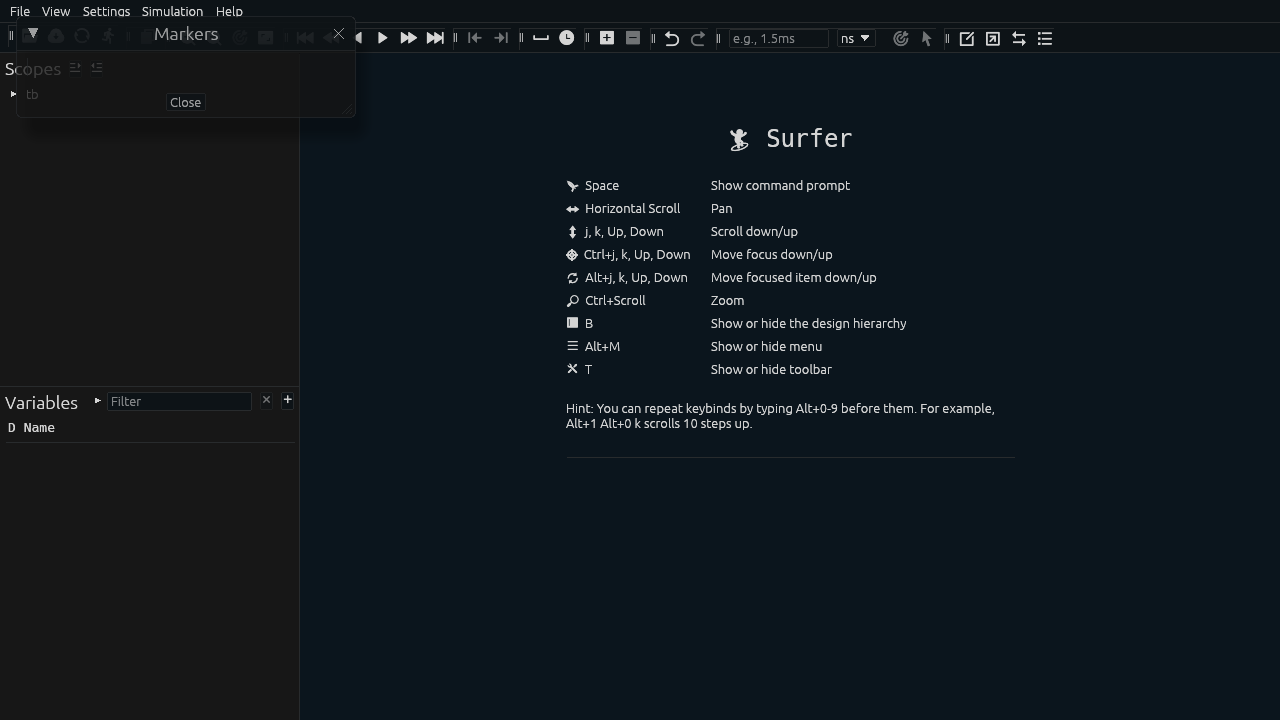 File View Settings Simulation Help
Markers
e.g., 1.5ms
ns
Scopes
tb
Close
Surfer
Space Show command prompt
Horizontal Scroll Pan
j, k, Up, Down Scroll down/up
Ctrl+j, k, Up, Down Move focus down/up
Alt+j, k, Up, Down Move focused item down/up
Ctrl+Scroll Zoom
B Show or hide the design hierarchy
Alt+M Show or hide menu
T Show or hide toolbar
Hint: You can repeat keybinds by typing Alt+0-9 before them. For example,
Alt+1 Alt+0 k scrolls 10 steps up.
Variables Filter
D Name